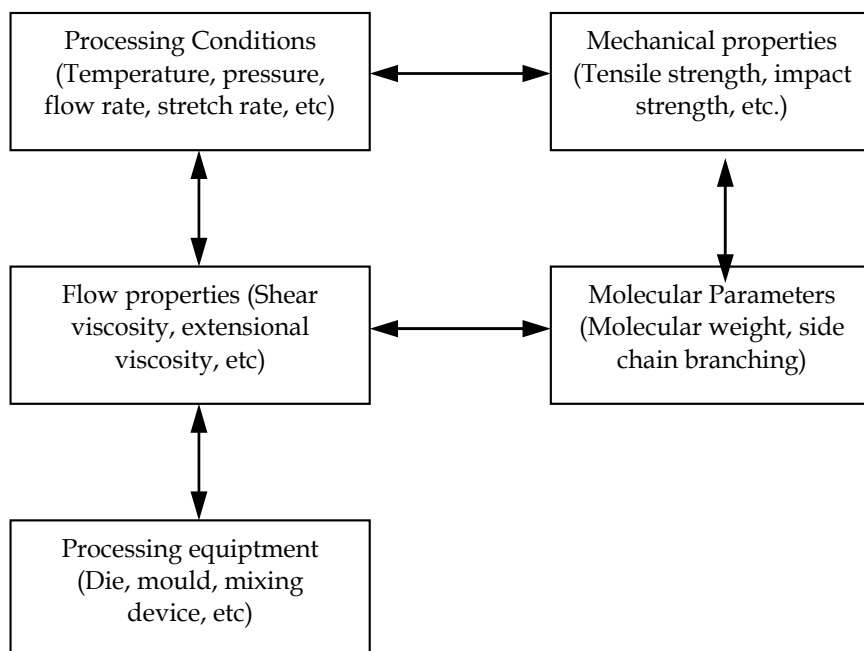 Processing Conditions
(Temperature, pressure,
flow rate, stretch rate, etc)
Mechanical properties
(Tensile strength, impact
strength, etc.)
Flow properties (Shear
viscosity, extensional
viscosity, etc)
Molecular Parameters
(Molecular weight, side
chain branching)
Processing equiptment
(Die, mould, mixing
device, etc)